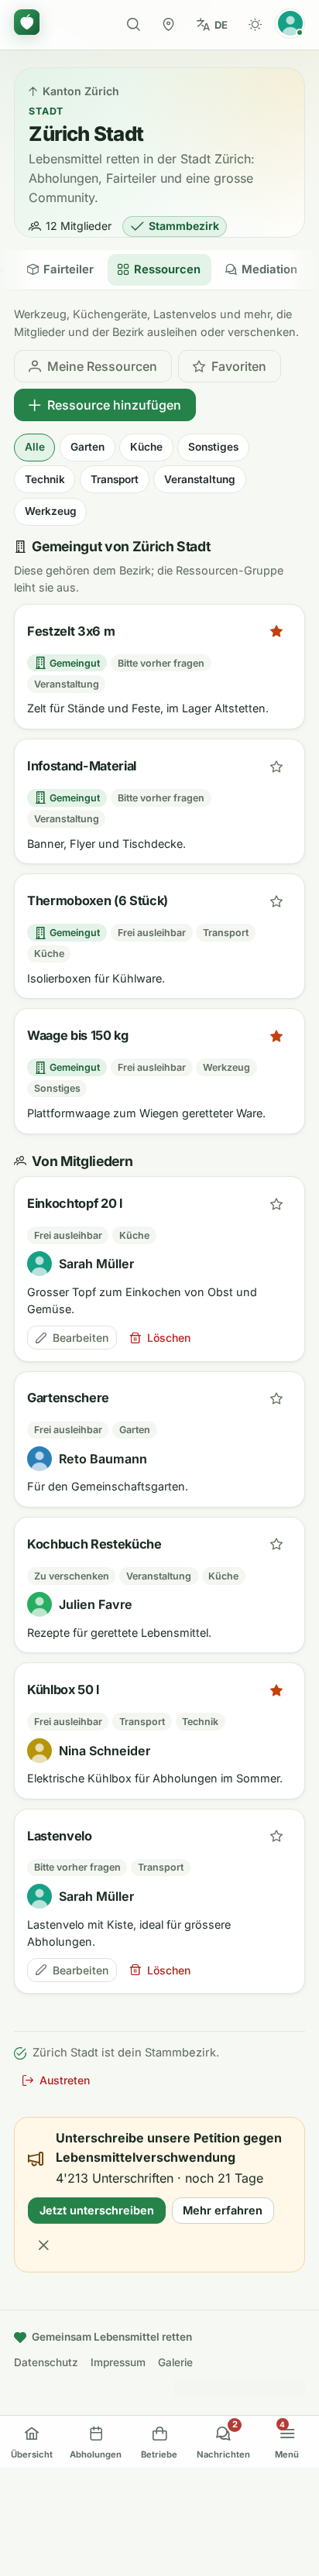 DE
Kanton Zürich
STADT
Zürich Stadt
Lebensmittel retten in der Stadt Zürich:
Abholungen, Fairteiler und eine grosse
Community.
12 Mitglieder
Stammbezirk
Fairteiler
Ressourcen
Mediation
Werkzeug, Küchengeräte, Lastenvelos und mehr, die
Mitglieder und der Bezirk ausleihen oder verschenken.
Meine Ressourcen
Favoriten
Ressource hinzufügen
Alle
Garten
Küche
Sonstiges
Technik
Transport
Veranstaltung
Werkzeug
Gemeingut von Zürich Stadt
Diese gehören dem Bezirk; die Ressourcen-Gruppe
leiht sie aus.
Festzelt 3x6 m
Gemeingut
Bitte vorher fragen
Veranstaltung
Zelt für Stände und Feste, im Lager Altstetten.
Infostand-Material
Gemeingut
Bitte vorher fragen
Veranstaltung
Banner, Flyer und Tischdecke.
Thermoboxen (6 Stück)
Gemeingut
Frei ausleihbar
Transport
Küche
Isolierboxen für Kühlware.
Waage bis 150 kg
Gemeingut
Frei ausleihbar
Werkzeug
Sonstiges
Plattformwaage zum Wiegen geretteter Ware.
Von Mitgliedern
Einkochtopf 20 l
Frei ausleihbar
Küche
Sarah Müller
Grosser Topf zum Einkochen von Obst und
Gemüse.
Bearbeiten
Löschen
Gartenschere
Frei ausleihbar
Garten
Reto Baumann
Für den Gemeinschaftsgarten.
Kochbuch Resteküche
Zu verschenken
Veranstaltung
Küche
Julien Favre
Rezepte für gerettete Lebensmittel.
Kühlbox 50 l
Frei ausleihbar
Transport
Technik
Nina Schneider
Elektrische Kühlbox für Abholungen im Sommer.
Lastenvelo
Bitte vorher fragen
Transport
Sarah Müller
Lastenvelo mit Kiste, ideal für grössere
Abholungen.
Bearbeiten
Löschen
Zürich Stadt ist dein Stammbezirk.
Austreten
Unterschreibe unsere Petition gegen
Lebensmittelverschwendung
4'213 Unterschriften · noch 21 Tage
Jetzt unterschreiben
Mehr erfahren
Gemeinsam Lebensmittel retten
Datenschutz
Impressum
Galerie
2
4
Übersicht
Abholungen
Betriebe
Nachrichten
Menü